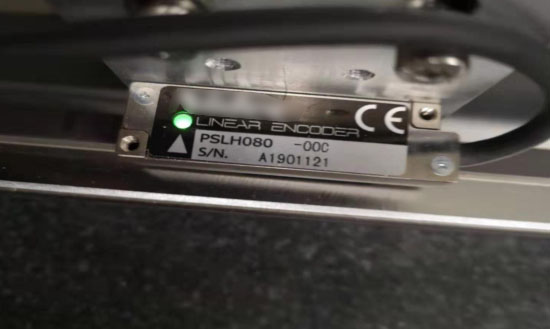 LINEAR ENCODER CE
PSLH080 -00C
S/N. A1901121